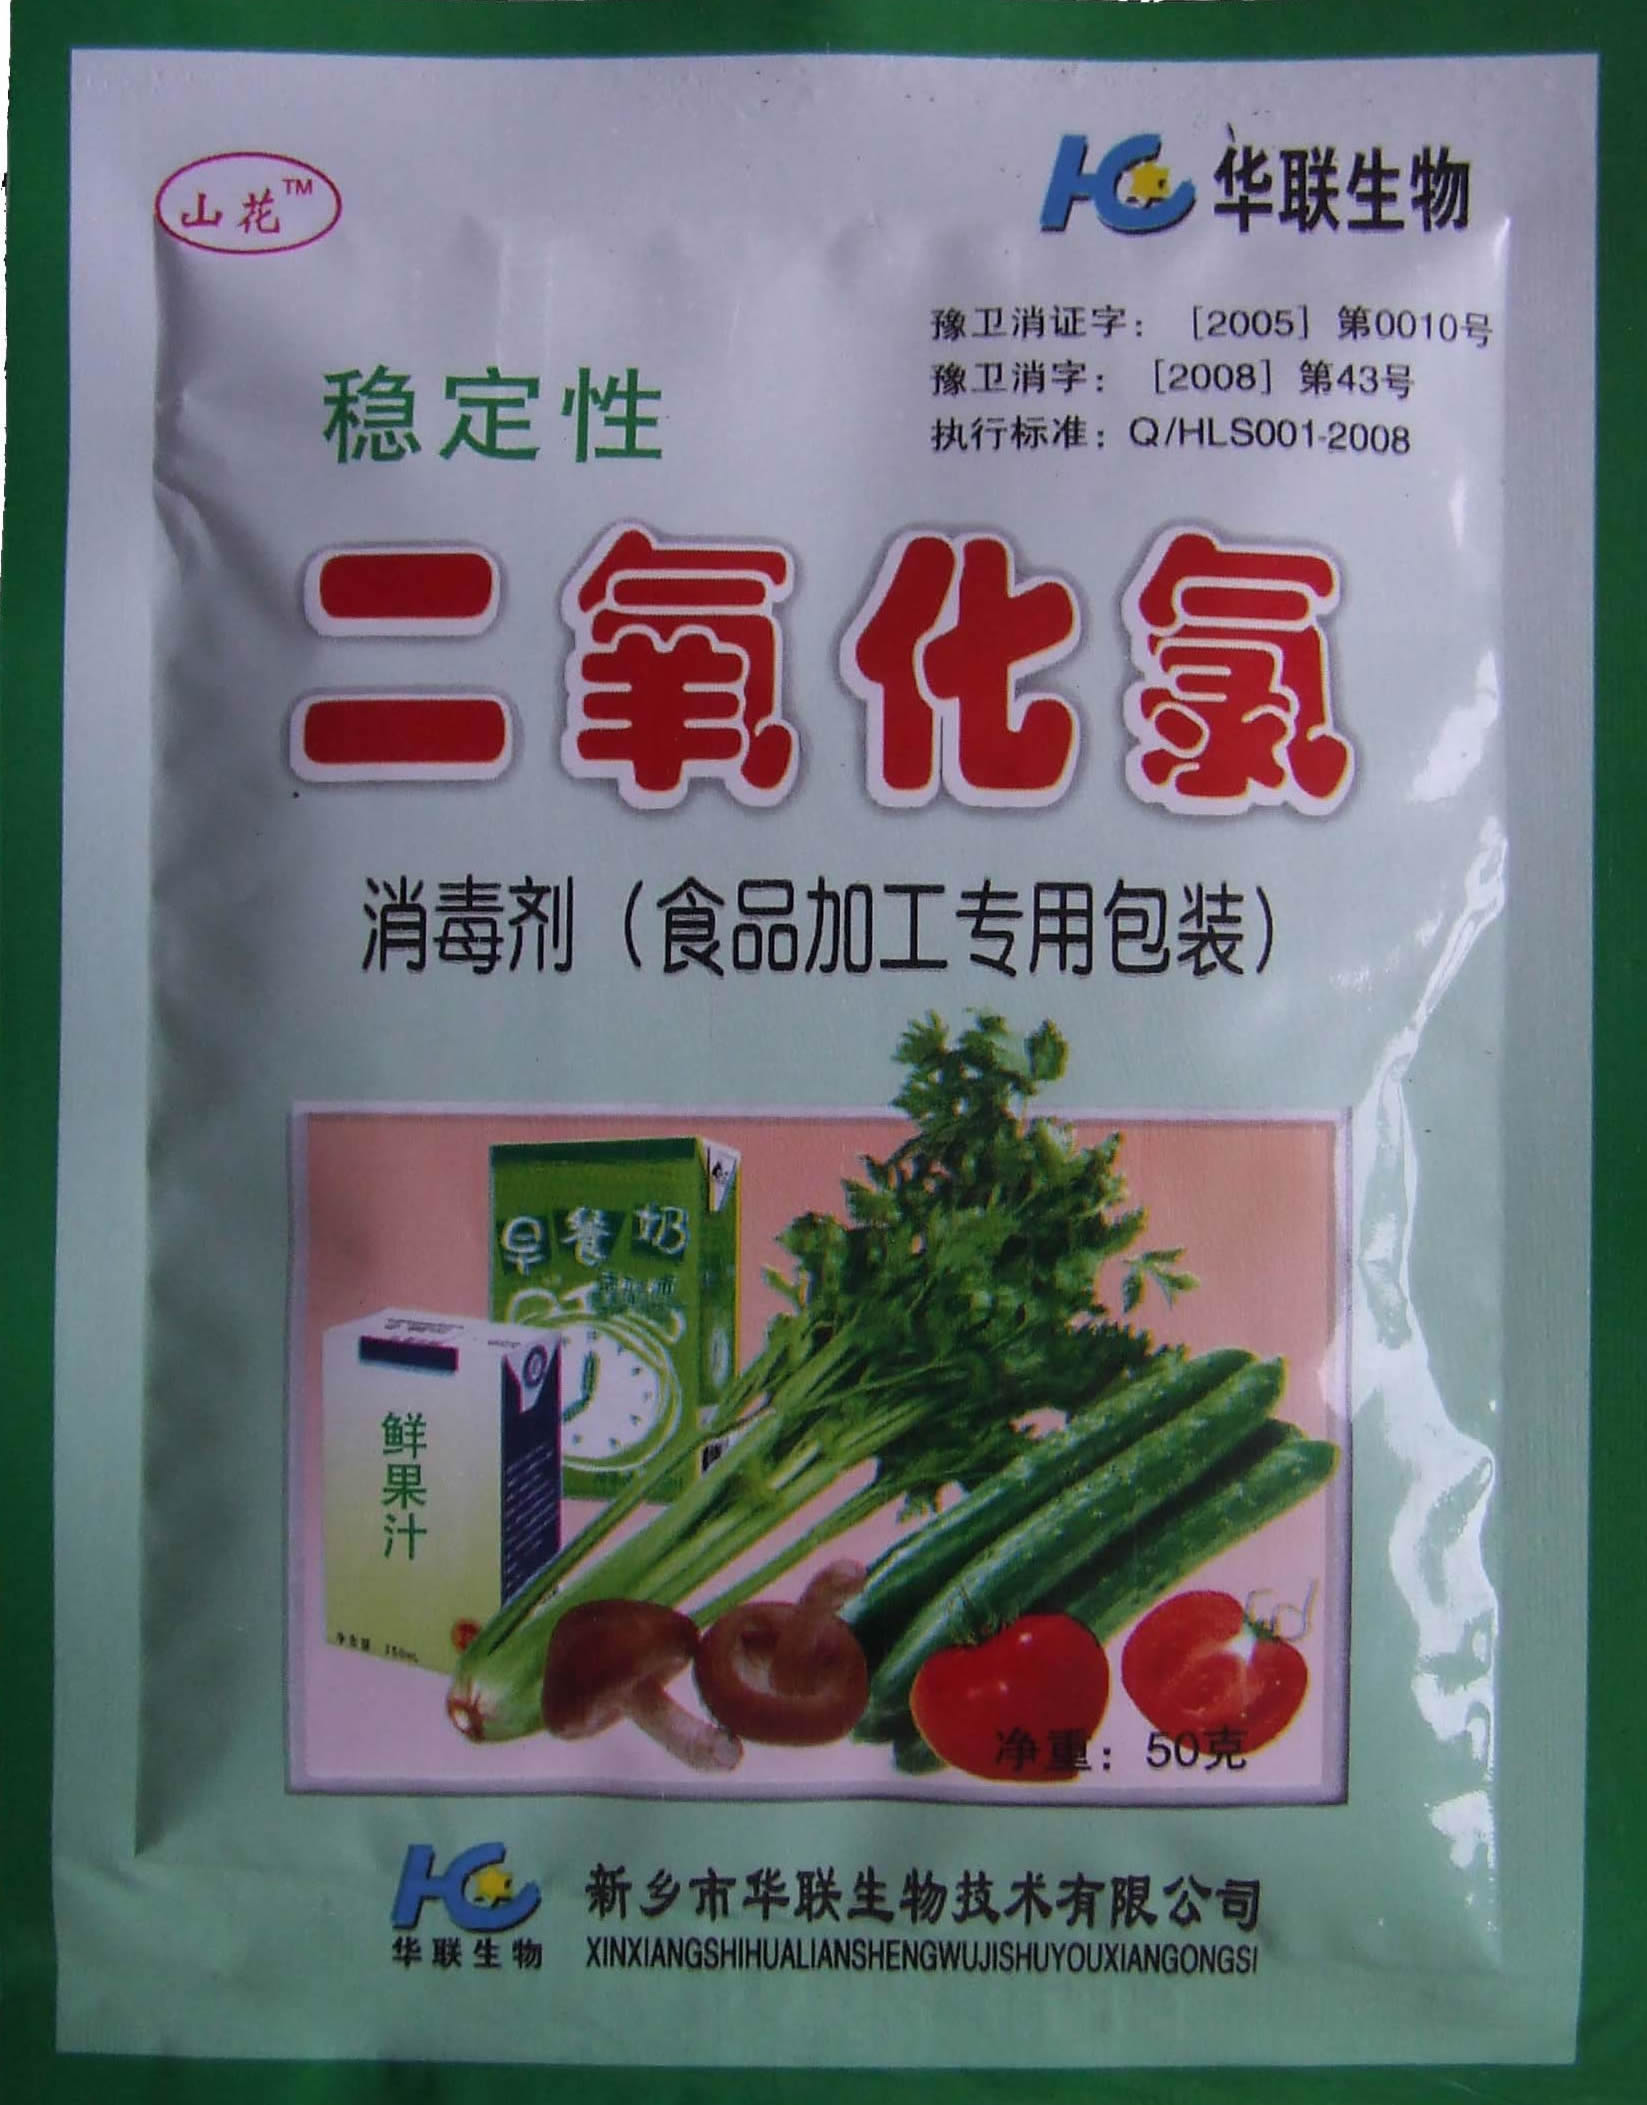 山花™
华联生物
豫卫消证字：［2005］第0010号
豫卫消字：［2008］第43号
执行标准：Q/HLS001-2008
稳定性
二氧化氯
消毒剂（食品加工专用包装）
早餐奶
鲜果汁
净含量 250mL
净重：50克
华联生物
新乡市华联生物技术有限公司
XINXIANGSHIHUALIANSHENGWUJISHUYOUXIANGONGSI